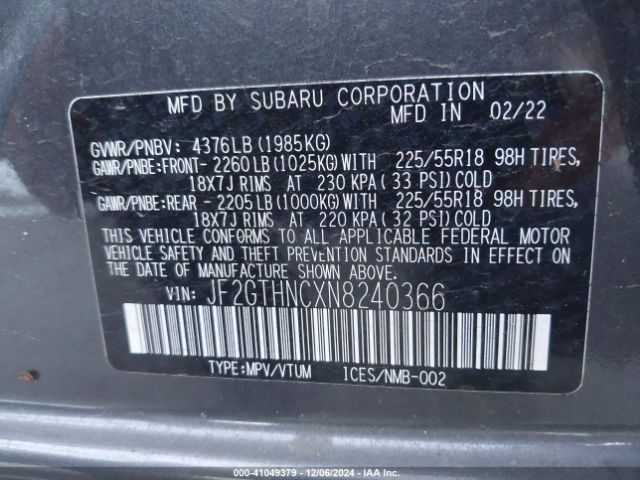 MFD BY SUBARU CORPORATION
MFD IN 02/22
GVWR/PNBV: 4376LB(1985KG)
GAWR/PNBE:FRONT- 2260LB(1025KG)WITH 225/55R18 98H TIRES,
18X7J RIMS AT 230 KPA(33 PSI)COLD
GAWR/PNBE:REAR - 2205LB(1000KG)WITH 225/55R18 98H TIRES,
18X7J RIMS AT 220 KPA(32 PSI)COLD
THIS VEHICLE CONFORMS TO ALL APPLICABLE FEDERAL MOTOR
VEHICLE SAFETY AND THEFT PREVENTION STANDARDS IN EFFECT ON
THE DATE OF MANUFACTURE SHOWN ABOVE.
VIN: JF2GTHNCXN8240366
TYPE:MPV/VTUM ICES/NMB-002
000-41049379 - 12/06/2024 - IAA Inc.